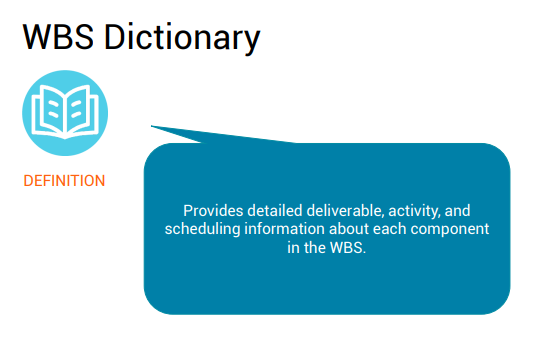 WBS Dictionary
DEFINITION
Provides detailed deliverable, activity, and
scheduling information about each component
in the WBS.